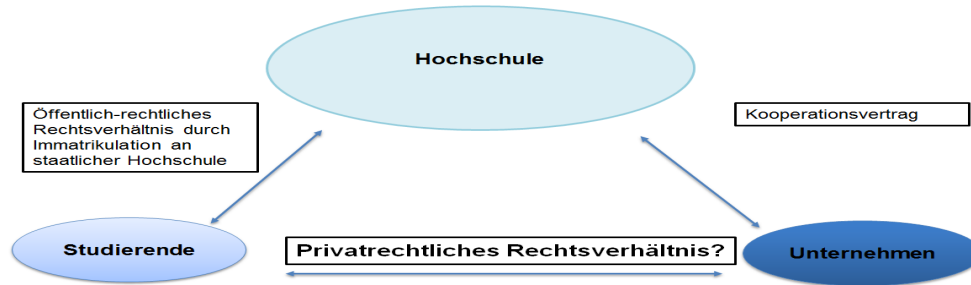 Hochschule
Öffentlich-rechtliches
Rechtsverhältnis durch
Immatrikulation an
staatlicher Hochschule
Kooperationsvertrag
Studierende
Privatrechtliches Rechtsverhältnis?
Unternehmen